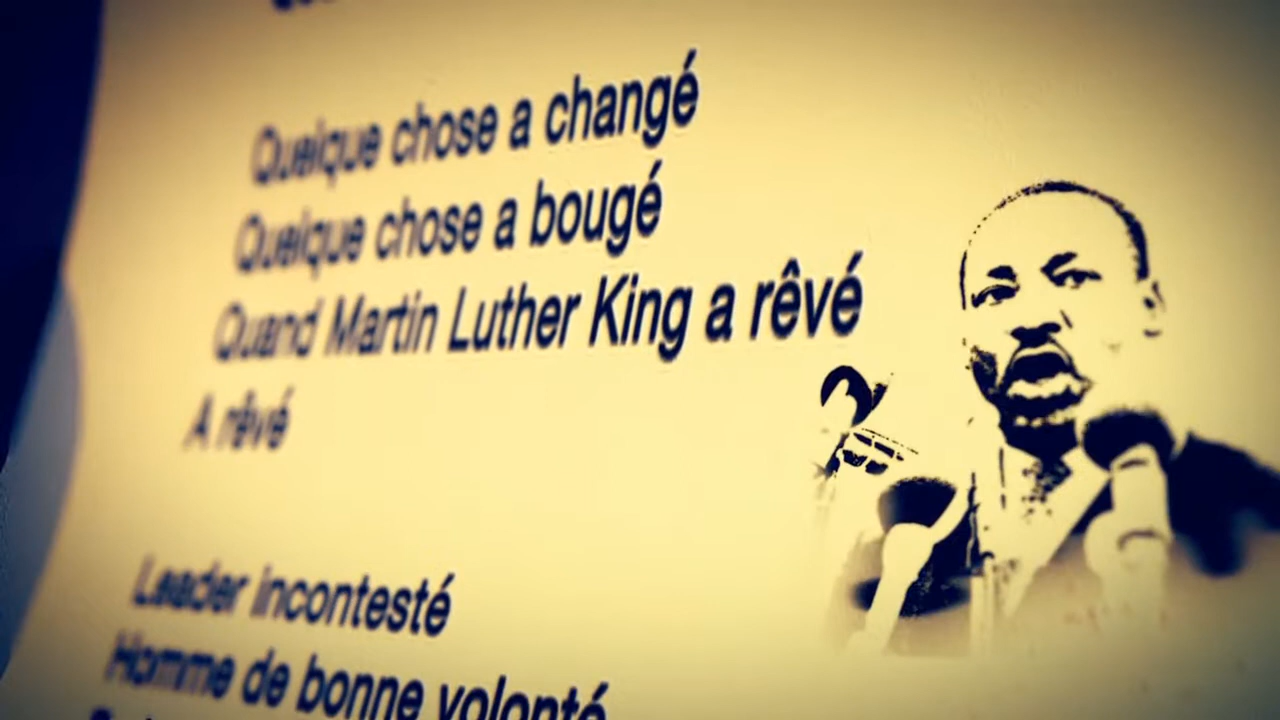 Quelque chose a changé
Quelque chose a bougé
Quand Martin Luther King a rêvé
A rêvé
Leader incontesté
Homme de bonne volonté